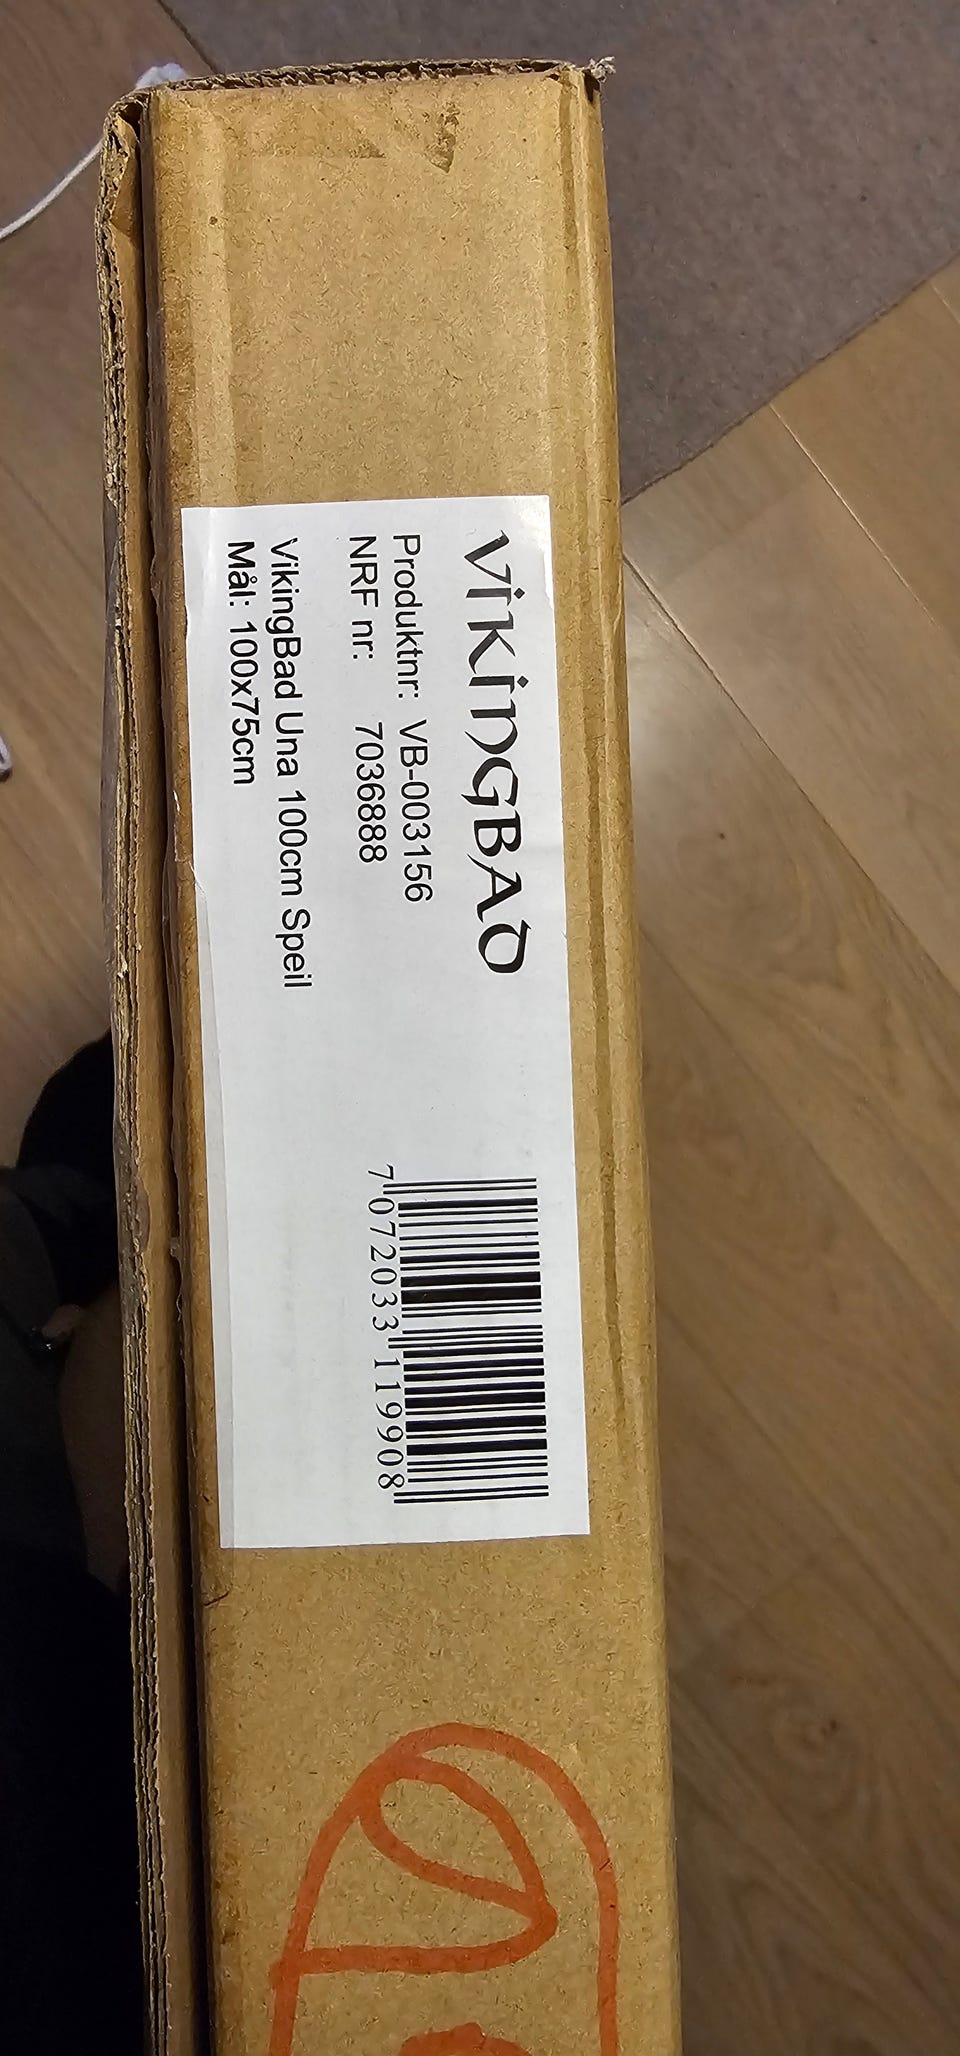 VIKINGBAD
Produktnr: VB-003156
NRF nr: 7036888
VikingBad Una 100cm Speil
Mål: 100x75cm
7 072033 119908